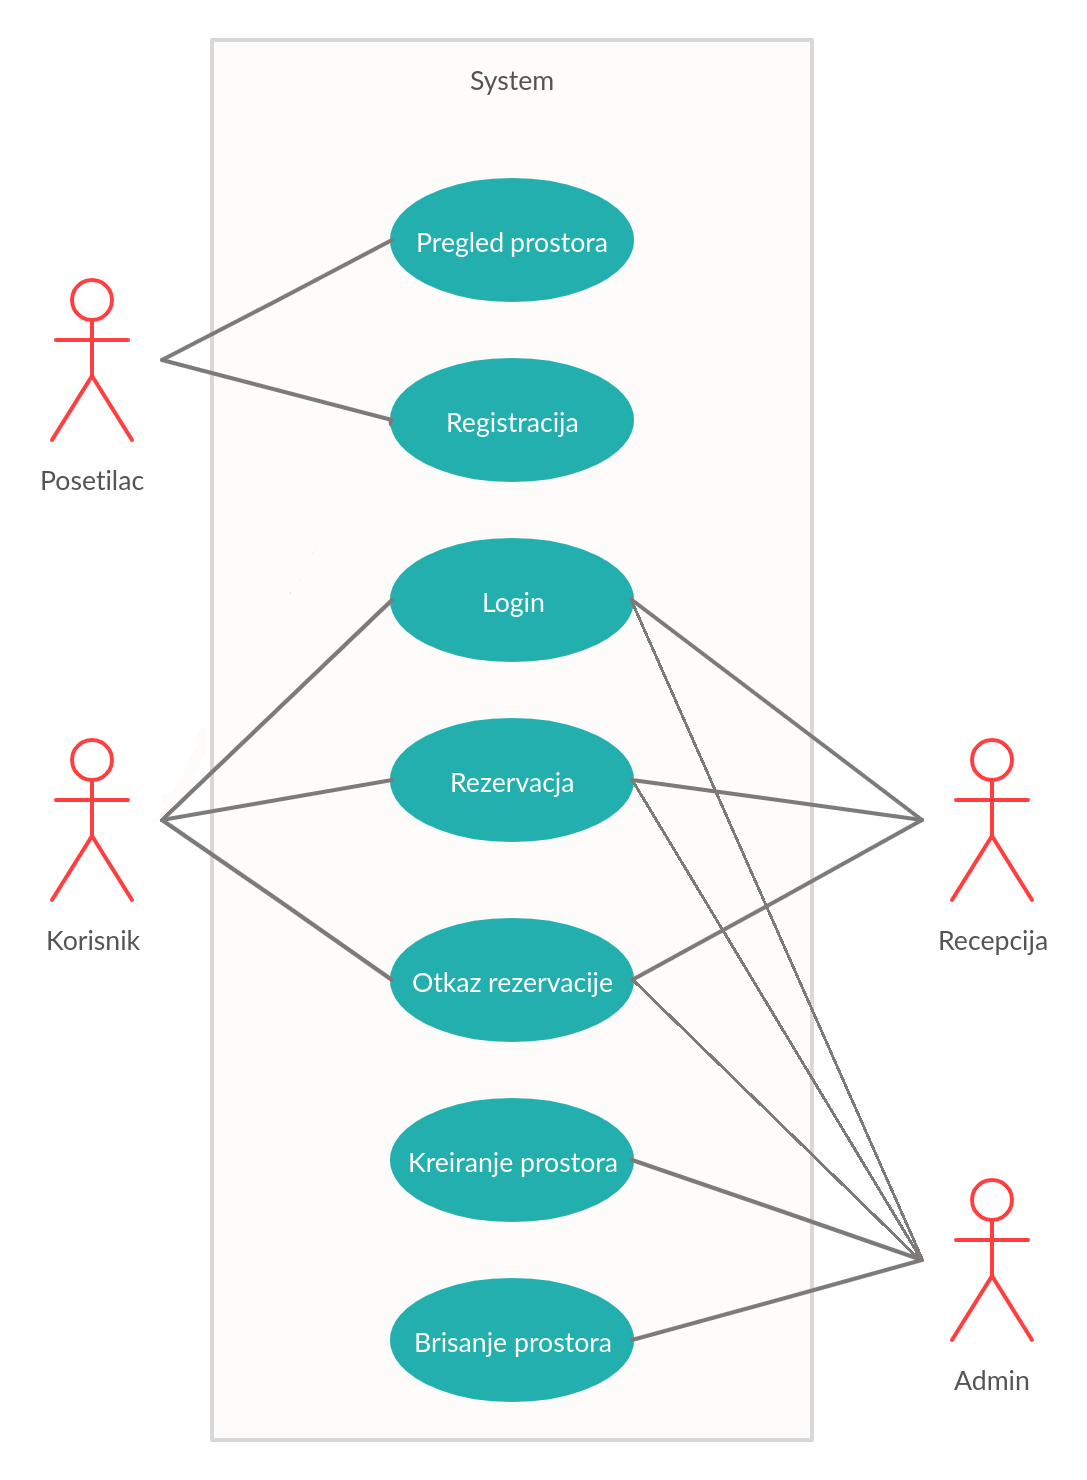 System
Pregled prostora
Registracija
Posetilac
Login
Rezervacja
Korisnik
Recepcija
Otkaz rezervacije
Kreiranje prostora
Brisanje prostora
Admin